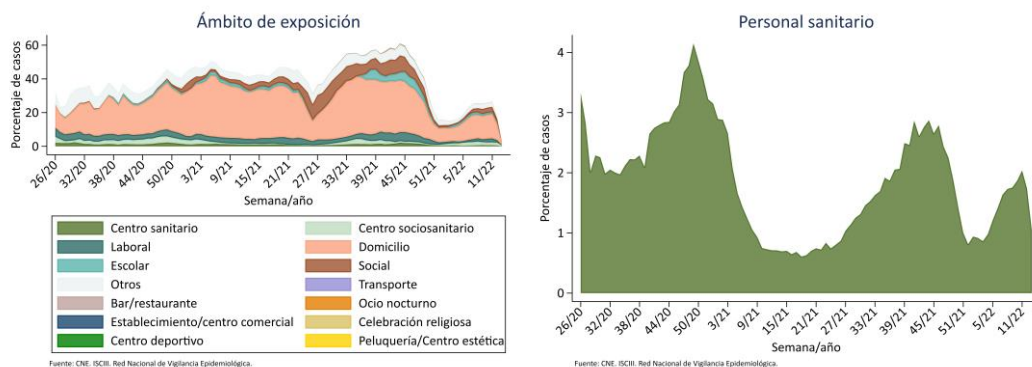 Ámbito de exposición
Porcentaje de casos
60
40
20
0
26/20
32/20
38/20
44/20
50/20
3/21
9/21
15/21
21/21
27/21
33/21
39/21
45/21
51/21
5/22
11/22
Semana/año
Centro sanitario
Centro sociosanitario
Laboral
Domicilio
Escolar
Social
Otros
Transporte
Bar/restaurante
Ocio nocturno
Establecimiento/centro comercial
Celebración religiosa
Centro deportivo
Peluquería/Centro estética
Fuente: CNE. ISCIII. Red Nacional de Vigilancia Epidemiológica.
Personal sanitario
Porcentaje de casos
4
3
2
1
0
26/20
32/20
38/20
44/20
50/20
3/21
9/21
15/21
21/21
27/21
33/21
39/21
45/21
51/21
5/22
11/22
Semana/año
Fuente: CNE. ISCIII. Red Nacional de Vigilancia Epidemiológica.